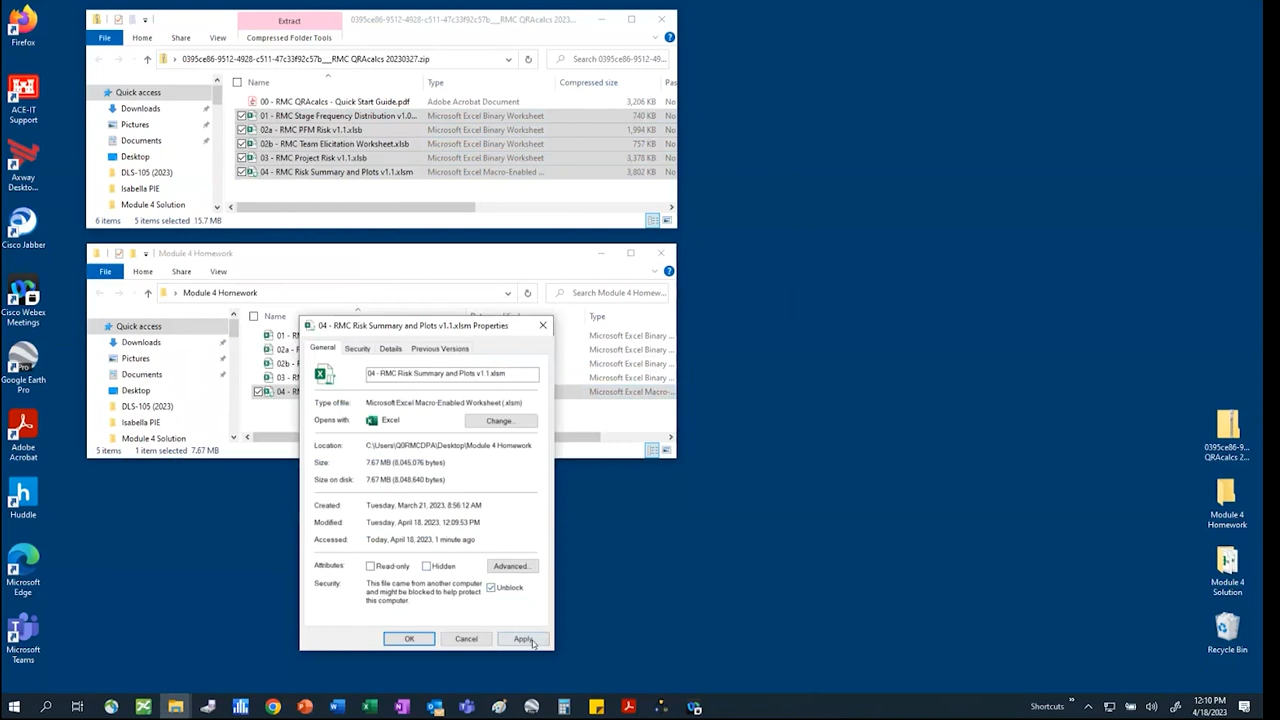 Firefox
ACE-IT
Support
Axway
Deskto...
Cisco Jabber
Cisco Webex
Meetings
Google Earth
Pro
Adobe
Acrobat
Huddle
Microsoft
Edge
Microsoft
Teams
Extract
0395ce86-9512-4928-c511-47c33f92c57b__RMC QRAcalcs 2023...
File
Home
Share
View
Compressed Folder Tools
0395ce86-9512-4928-c511-47c33f92c57b__RMC QRAcalcs 20230327.zip
Search 0395ce86-9512-49...
Quick access
Downloads
Pictures
Documents
Desktop
DLS-105 (2023)
Isabella PIE
Module 4 Solution
Name Type Compressed size Pas
00 - RMC QRAcalcs - Quick Start Guide.pdf Adobe Acrobat Document 3,206 KB No
01 - RMC Stage Frequency Distribution v1.0... Microsoft Excel Binary Worksheet 740 KB No
02a - RMC PFM Risk v1.1.xlsb Microsoft Excel Binary Worksheet 1,994 KB No
02b - RMC Team Elicitation Worksheet.xlsb Microsoft Excel Binary Worksheet 757 KB No
03 - RMC Project Risk v1.1.xlsb Microsoft Excel Binary Worksheet 3,378 KB No
04 - RMC Risk Summary and Plots v1.1.xlsm Microsoft Excel Macro-Enabled ... 3,802 KB No
6 items 5 items selected 15.7 MB
Module 4 Homework
File Home Share View
Module 4 Homework
Search Module 4 Homew...
Quick access
Downloads
Pictures
Documents
Desktop
DLS-105 (2023)
Isabella PIE
Module 4 Solution
Name
01 - R
02a -
02b -
03 - R
04 - R
Microsoft Excel Binary
Microsoft Excel Binary
Microsoft Excel Binary
Microsoft Excel Binary
Microsoft Excel Macro-
5 items 1 item selected 7.67 MB
04 - RMC Risk Summary and Plots v1.1.xlsm Properties
General Security Details Previous Versions
04 - RMC Risk Summary and Plots v1.1.xlsm
Type of file: Microsoft Excel Macro-Enabled Worksheet (.xlsm)
Opens with: Excel Change...
Location: C:\Users\Q0RMCDPA\Desktop\Module 4 Homework
Size: 7.67 MB (8,045,076 bytes)
Size on disk: 7.67 MB (8,048,640 bytes)
Created: Tuesday, March 21, 2023, 8:56:12 AM
Modified: Tuesday, April 18, 2023, 12:09:53 PM
Accessed: Today, April 18, 2023, 1 minute ago
Attributes: Read-only Hidden Advanced...
Security: This file came from another computer
and might be blocked to help protect
this computer.
Unblock
OK Cancel Apply
0395ce86-9...
QRAcalcs 2...
Module 4
Homework
Module 4
Solution
Recycle Bin
Shortcuts
12:10 PM
4/18/2023